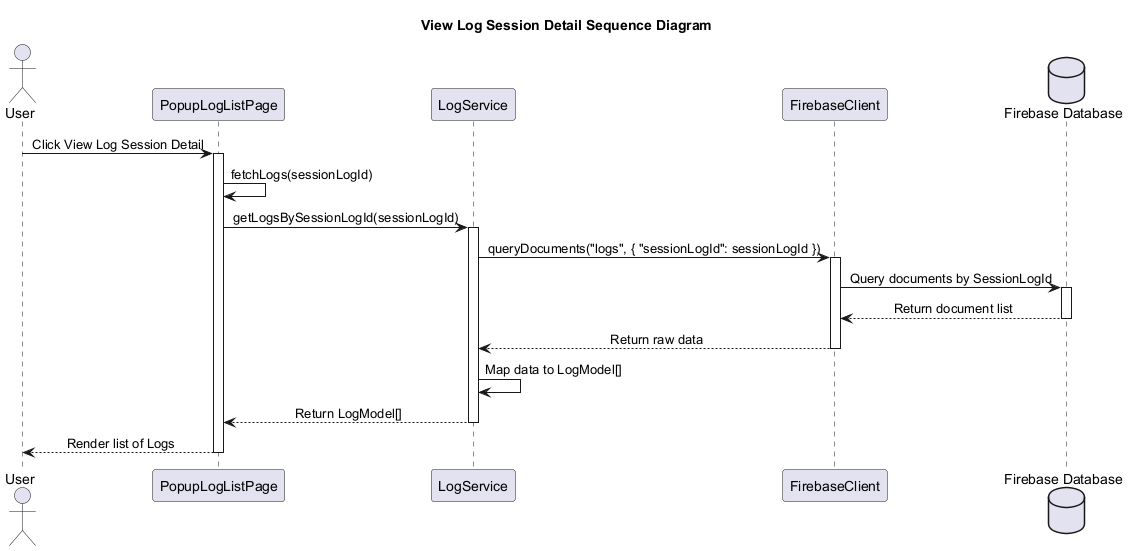 View Log Session Detail Sequence Diagram
User
PopupLogListPage
LogService
FirebaseClient
Firebase Database
Click View Log Session Detail
fetchLogs(sessionLogId)
getLogsBySessionLogId(sessionLogId)
queryDocuments("logs", { "sessionLogId": sessionLogId })
Query documents by SessionLogId
Return document list
Return raw data
Map data to LogModel[]
Return LogModel[]
Render list of Logs
User
PopupLogListPage
LogService
FirebaseClient
Firebase Database